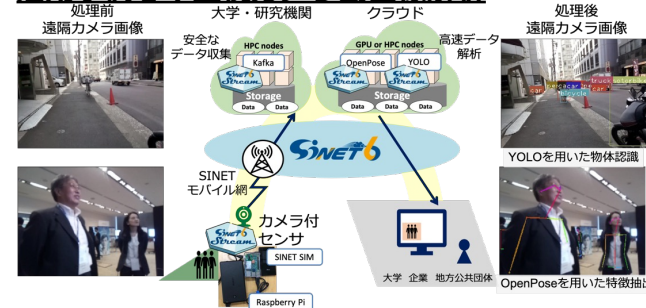 処理前
遠隔カメラ画像
大学・研究機関
クラウド
処理後
遠隔カメラ画像
安全な
データ収集
HPC nodes
Kafka
SINET
Stream
Storage
Data
Data
GPU or HPC nodes
OpenPose
YOLO
SINET
Stream
SINET
Stream
Storage
Data
Data
Data
高速データ
解析
truck
car
car
bicycle
YOLOを用いた物体認識
SINET6
SINET
モバイル網
SINET
Stream
カメラ付
センサ
SINET SIM
Raspberry Pi
大学 企業 地方公共団体
OpenPoseを用いた特徴抽